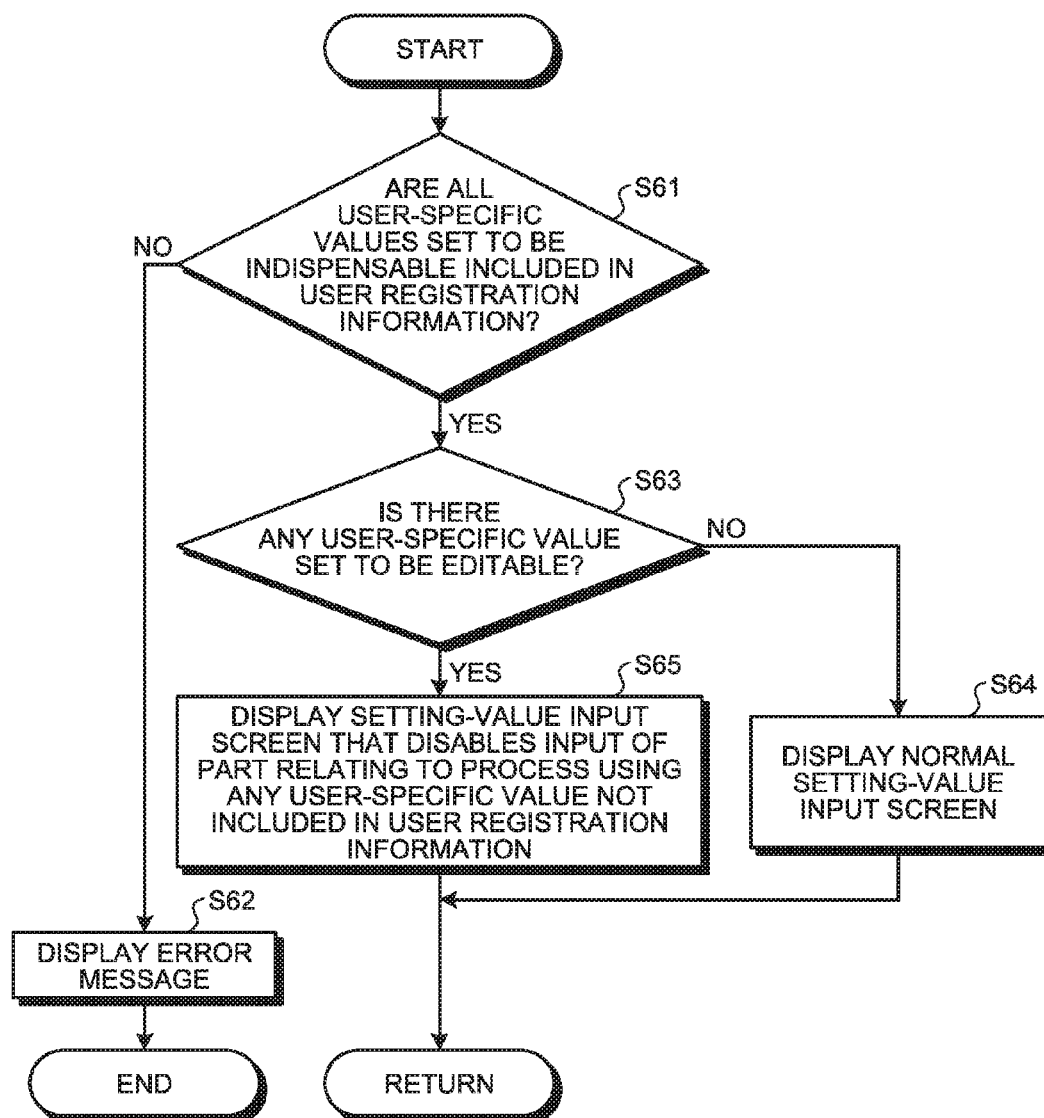 START
ARE ALL
USER-SPECIFIC
VALUES SET TO BE
INDISPENSABLE INCLUDED IN
USER REGISTRATION
INFORMATION?
S61
NO
YES
IS THERE
ANY USER-SPECIFIC VALUE
SET TO BE EDITABLE?
S63
NO
YES
S65
DISPLAY SETTING-VALUE INPUT
SCREEN THAT DISABLES INPUT OF
PART RELATING TO PROCESS USING
ANY USER-SPECIFIC VALUE NOT
INCLUDED IN USER REGISTRATION
INFORMATION
S64
DISPLAY NORMAL
SETTING-VALUE
INPUT SCREEN
S62
DISPLAY ERROR
MESSAGE
END
RETURN